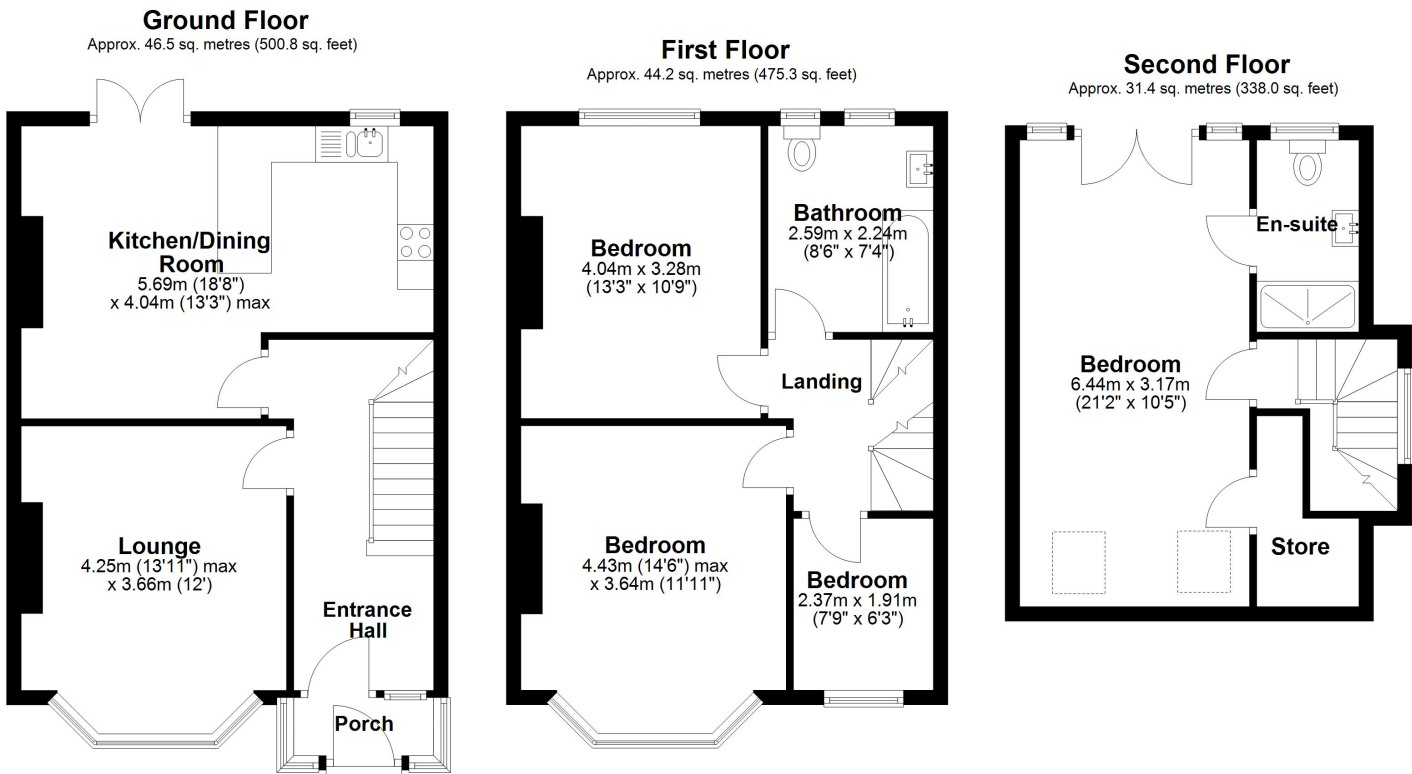 Ground Floor
Approx. 46.5 sq. metres (500.8 sq. feet)
Kitchen/Dining
Room
5.69m (18'8")
x 4.04m (13'3") max
Lounge
4.25m (13'11") max
x 3.66m (12')
Entrance
Hall
Porch
First Floor
Approx. 44.2 sq. metres (475.3 sq. feet)
Bedroom
4.04m x 3.28m
(13'3" x 10'9")
Bathroom
2.59m x 2.24m
(8'6" x 7'4")
Landing
Bedroom
4.43m (14'6") max
x 3.64m (11'11")
Bedroom
2.37m x 1.91m
(7'9" x 6'3")
Second Floor
Approx. 31.4 sq. metres (338.0 sq. feet)
En-suite
Bedroom
6.44m x 3.17m
(21'2" x 10'5")
Store